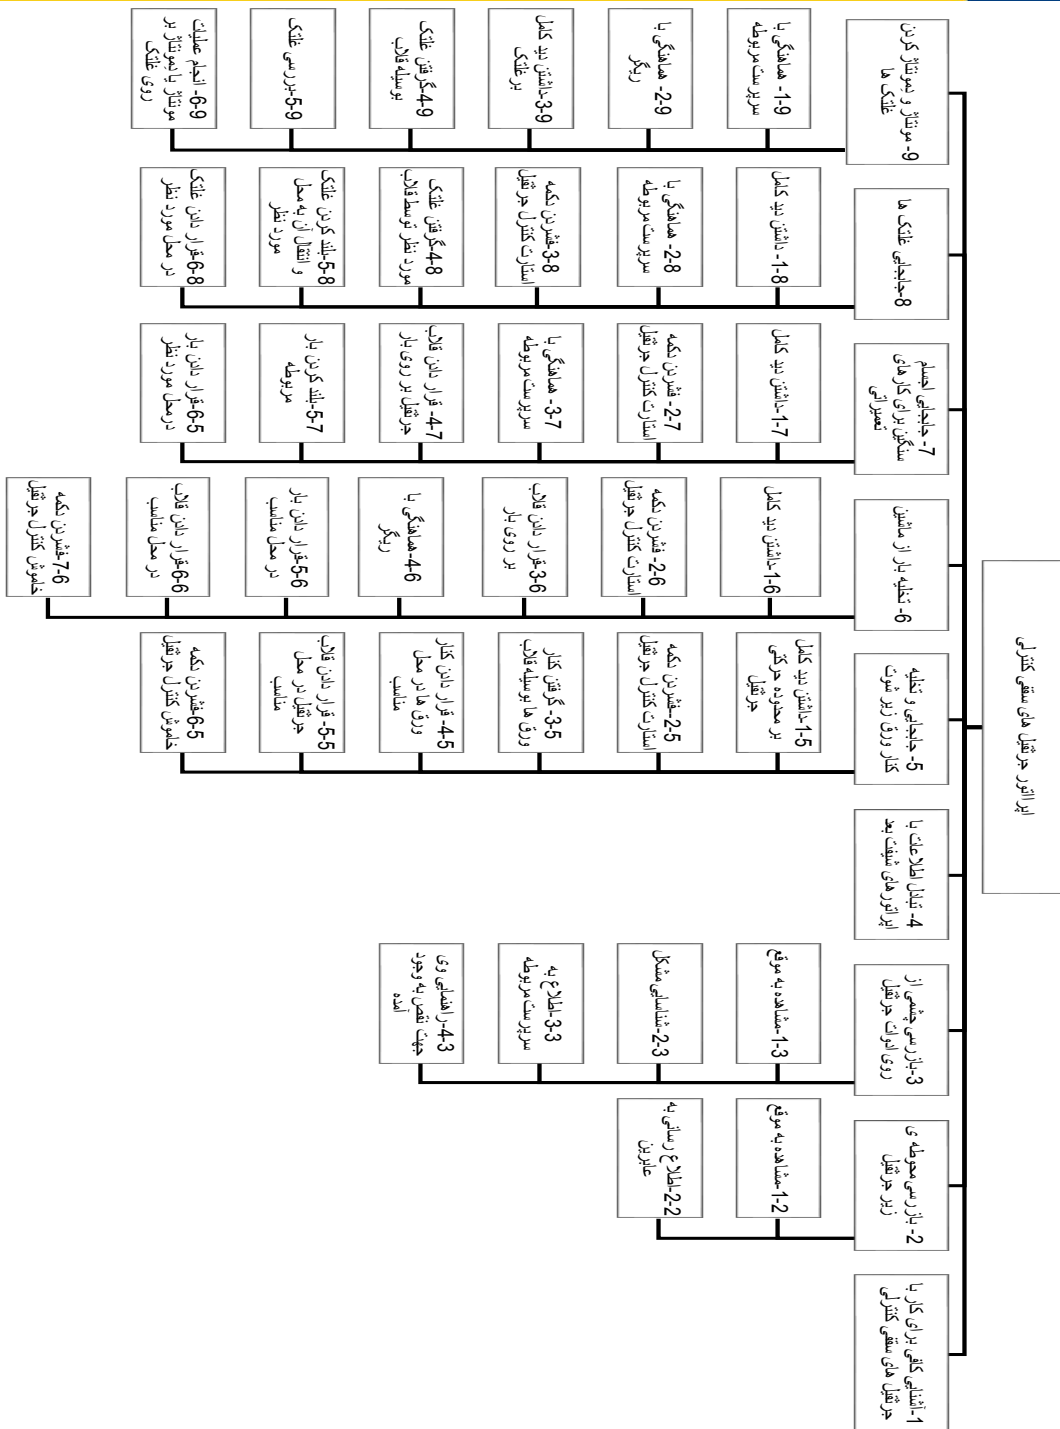 اپراتور جرثقیل های سقفی کنترلی
1-آشنایی کافی برای کار با
جرثقیل های سقفی کنترلی
2- بازرسی محوطه ی
زیر جرثقیل
1-2-مشاهده به موقع
2-2-اطلاع رسانی به
عابرین
3-بازرسی چشمی از
روی ادوات جرثقیل
1-3-مشاهده به موقع
2-3-شناسایی مشکل
3-3-اطلاع به
سرپرست مربوطه
4-3-راهنمایی وی
جهت نقص به وجود
آمده
4- تبادل اطلاعات با
اپراتورهای شیفت بعد
5- جابجایی و تخلیه
کنار ورق زیر شوت
1-5-داشتن دید کامل
بر محدوده حرکتی
جرثقیل
2-5--فشردن دکمه
استارت کنترل جرثقیل
3-5- گرفتن کنار
ورق ها بوسیله قلاب
4-5- قرار دادن کنار
ورق ها در محل
مناسب
5-5- قرار دادن قلاب
جرثقیل در محل
مناسب
6-5-فشردن دکمه
خاموش کنترل جرثقیل
6- تخلیه بار از ماشین
1-6-داشتن دید کامل
2-6- فشردن دکمه
استارت کنترل جرثقیل
3-6-قرار دادن قلاب
بر روی بار
4-6-هماهنگی با
ریگر
5-6-قرار دادن بار
در محل مناسب
6-6-قرار دادن قلاب
در محل مناسب
7-6-فشردن دکمه
خاموش کنترل جرثقیل
7- جابجایی اجسام
سنگین برای کارهای
تعمیراتی
1-7-داشتن دید کامل
2-7- فشردن دکمه
استارت کنترل جرثقیل
3-7- هماهنگی با
سرپرست مربوطه
4-7- قرار دادن قلاب
جرثقیل بر روی بار
5-7-بلند کردن بار
مربوطه
6-5-قرار دادن بار
در محل مورد نظر
8-جابجایی غلتک ها
1-8- داشتن دید کامل
2-8- هماهنگی با
سرپرست مربوطه
3-8-فشردن دکمه
استارت کنترل جرثقیل
4-8-گرفتن غلتک
مورد نظر توسط قلاب
5-8-بلند کردن غلتک
و انتقال آن به محل
مورد نظر
6-8-قرار دادن غلتک
در محل مورد نظر
9- مونتاژ و دمونتاژ کردن
غلتک ها
1-9- هماهنگی با
سرپرست مربوطه
2-9- هماهنگی با
ریگر
3-9-داشتن دید کامل
بر غلتک
4-9-گرفتن غلتک
بوسیله قلاب
5-9-بررسی غلتک
6-9- انجام عملیات
مونتاژ یا دمونتاژ بر
روی غلتک